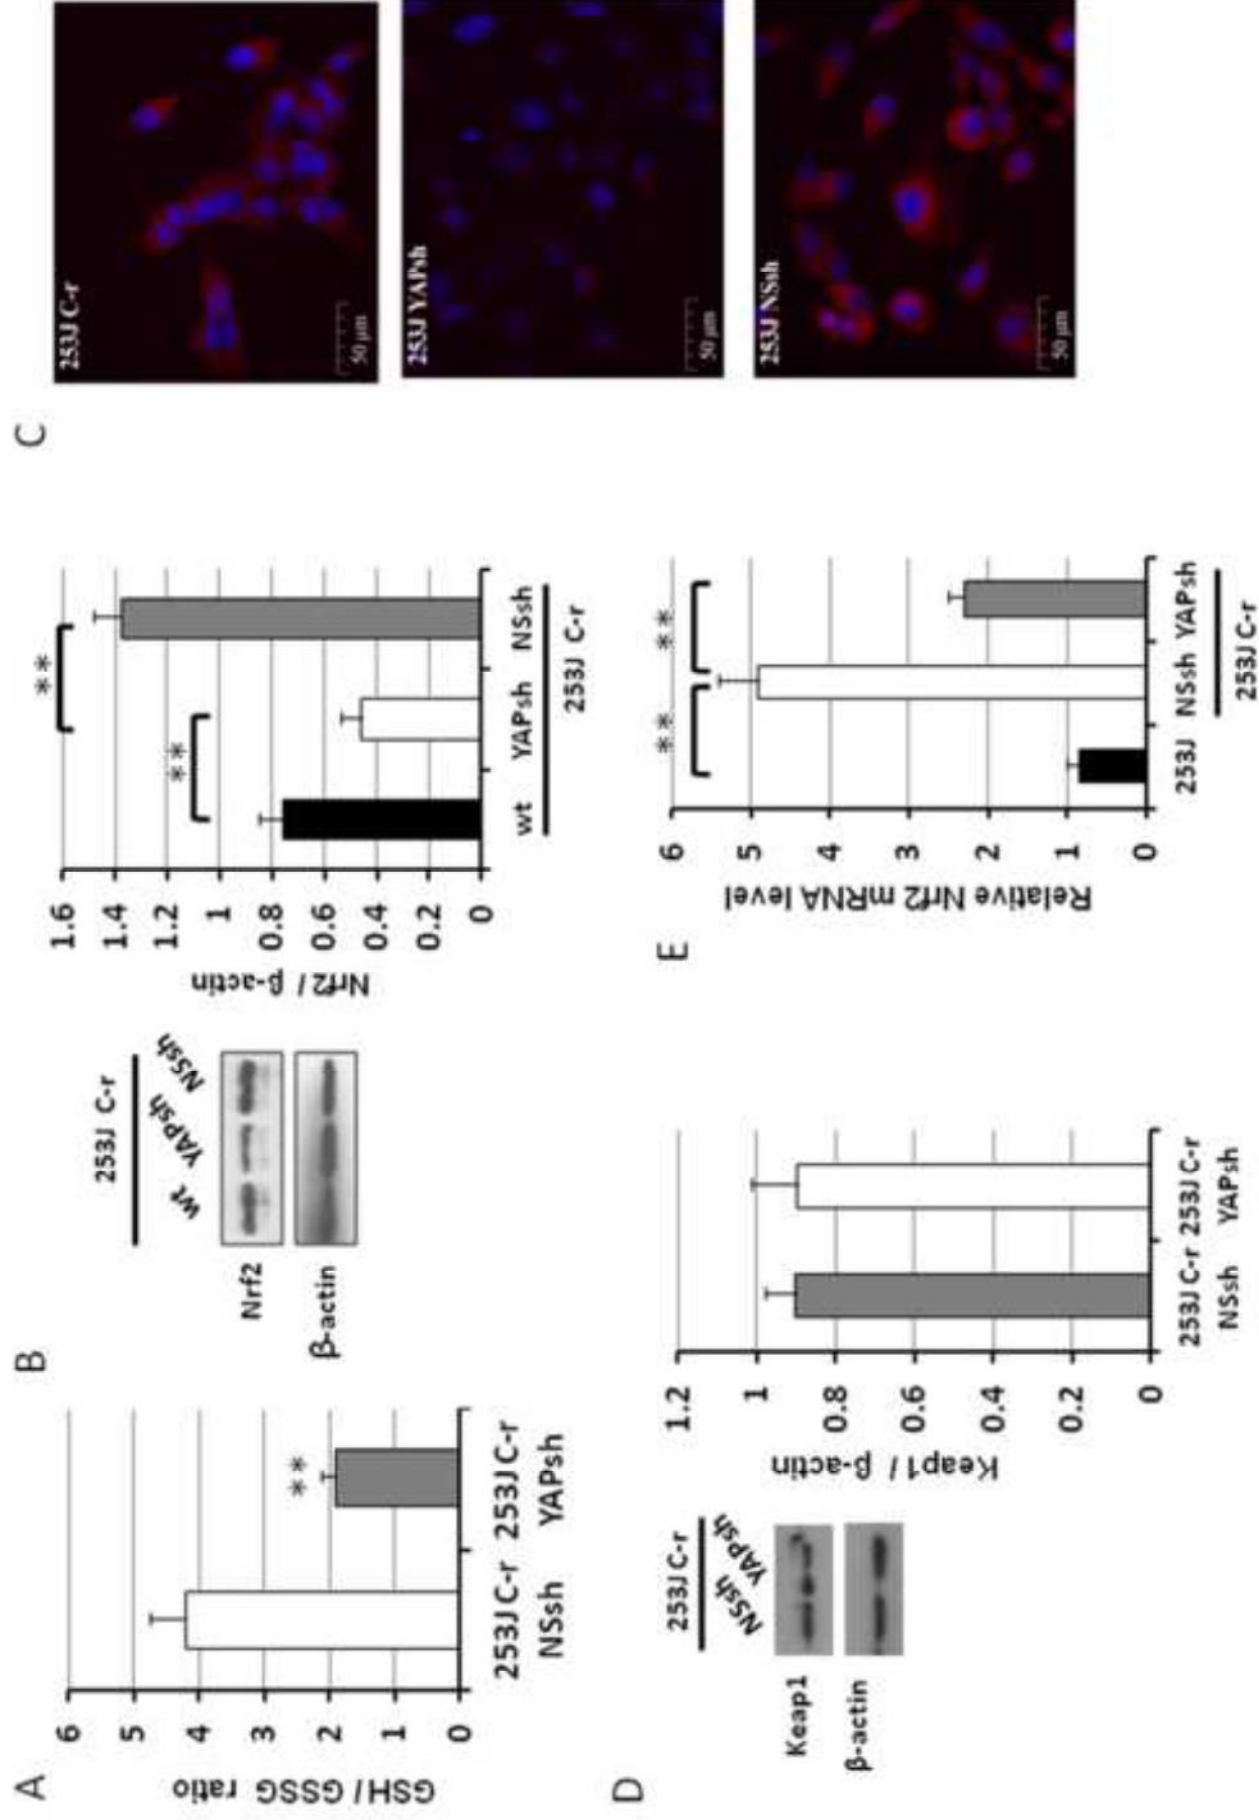 A
GSH / GSSG ratio
6
5
4
3
2
1
0
**
253J C-r 253J C-r
NSsh YAPsh
B
253J C-r
wt YAPsh NSsh
Nrf2
β-actin
Nrf2 / β-actin
1.6
1.4
1.2
1
0.8
0.6
0.4
0.2
0
**
**
wt YAPsh NSsh
253J C-r
C
253J C-r
50 µm
253J YAPsh
50 µm
253J NSsh
50 µm
D
253J C-r
NSsh YAPsh
Keap1
β-actin
Keap1 / β-actin
1.2
1
0.8
0.6
0.4
0.2
0
253J C-r 253J C-r
NSsh YAPsh
E
Relative Nrf2 mRNA level
6
5
4
3
2
1
0
** **
253J NSsh YAPsh
253J C-r